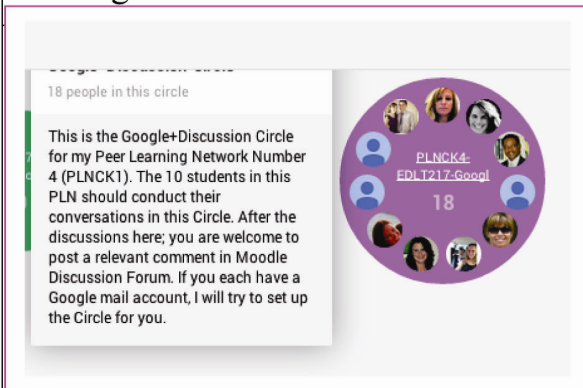 18 people in this circle
This is the Google+Discussion Circle
for my Peer Learning Network Number
4 (PLNCK1). The 10 students in this
PLN should conduct their
conversations in this Circle. After the
discussions here; you are welcome to
post a relevant comment in Moodle
Discussion Forum. If you each have a
Google mail account, I will try to set up
the Circle for you.
PLNCK4-
EDLT217-Googl
18